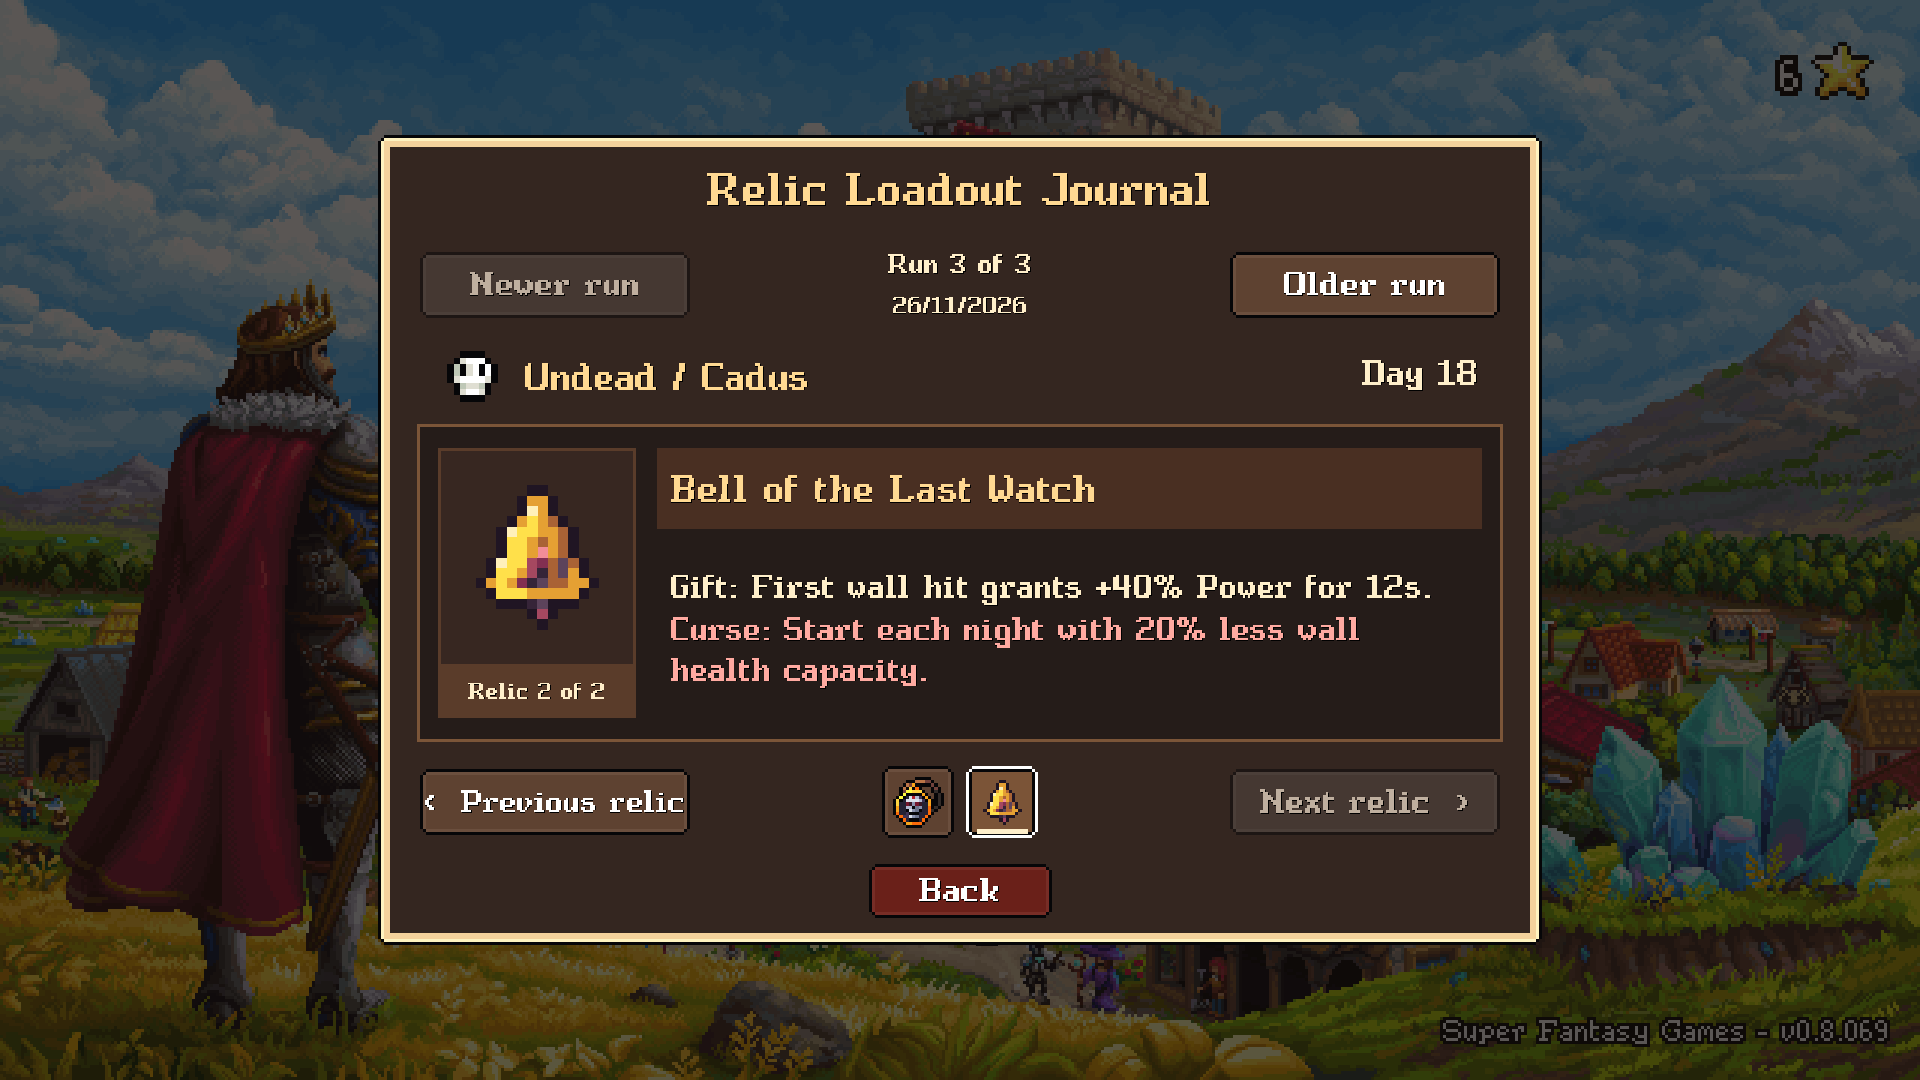 6
Relic Loadout Journal
Newer run
Run 3 of 3
26/11/2026
Older run
Undead / Cadus
Day 18
Bell of the Last Watch
Gift: First wall hit grants +40% Power for 12s.
Curse: Start each night with 20% less wall
health capacity.
Relic 2 of 2
‹ Previous relic
Next relic ›
Back
Super Fantasy Games - v0.8.069